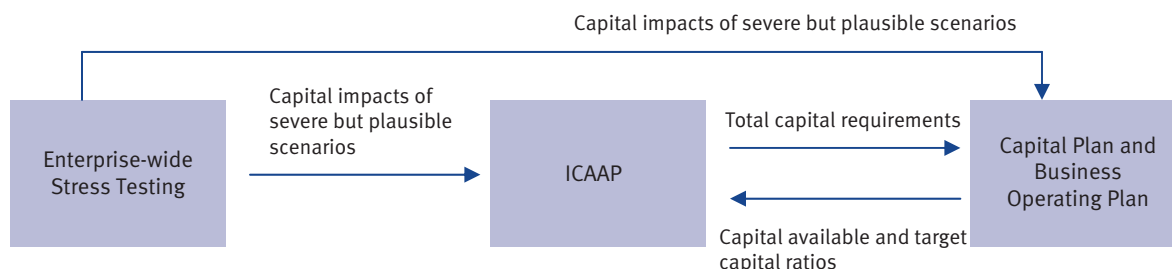 Capital impacts of severe but plausible scenarios
Capital impacts of
severe but plausible
scenarios
Enterprise-wide
Stress Testing
ICAAP
Total capital requirements
Capital Plan and
Business
Operating Plan
Capital available and target
capital ratios